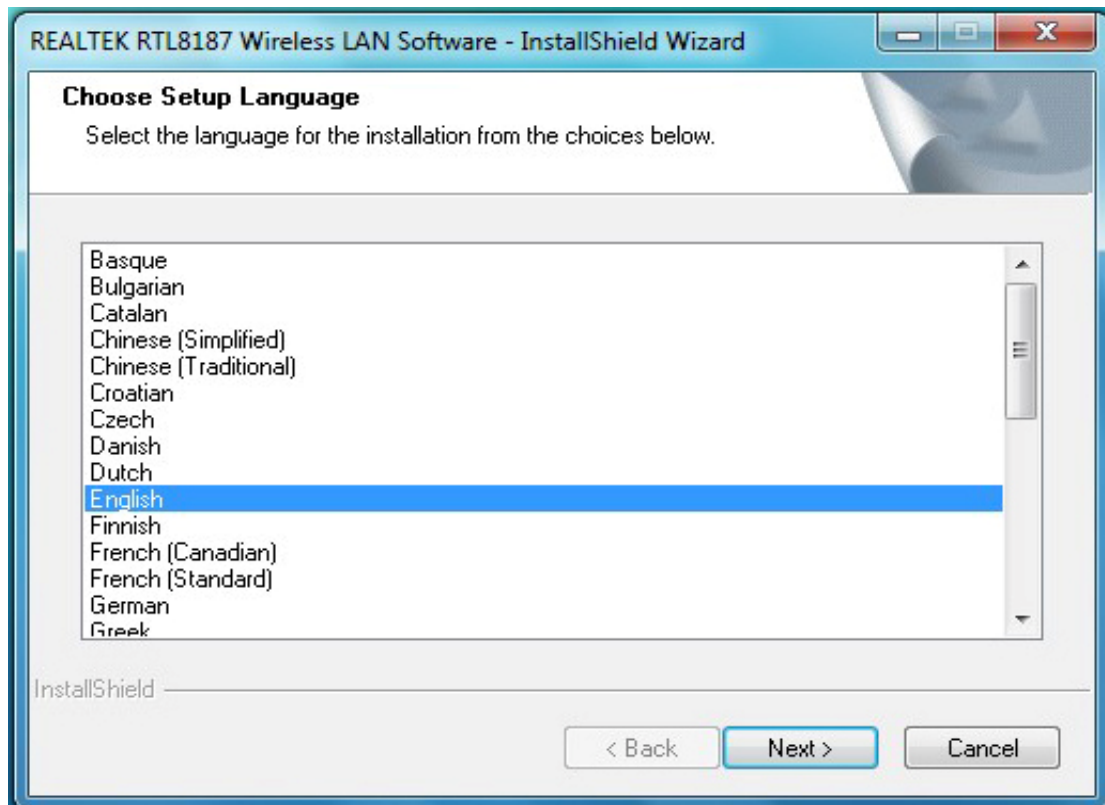 REALTEK RTL8187 Wireless LAN Software - InstallShield Wizard
Choose Setup Language
Select the language for the installation from the choices below.
Basque
Bulgarian
Catalan
Chinese (Simplified)
Chinese (Traditional)
Croatian
Czech
Danish
Dutch
English
Finnish
French (Canadian)
French (Standard)
German
Greek
InstallShield
< Back Next > Cancel